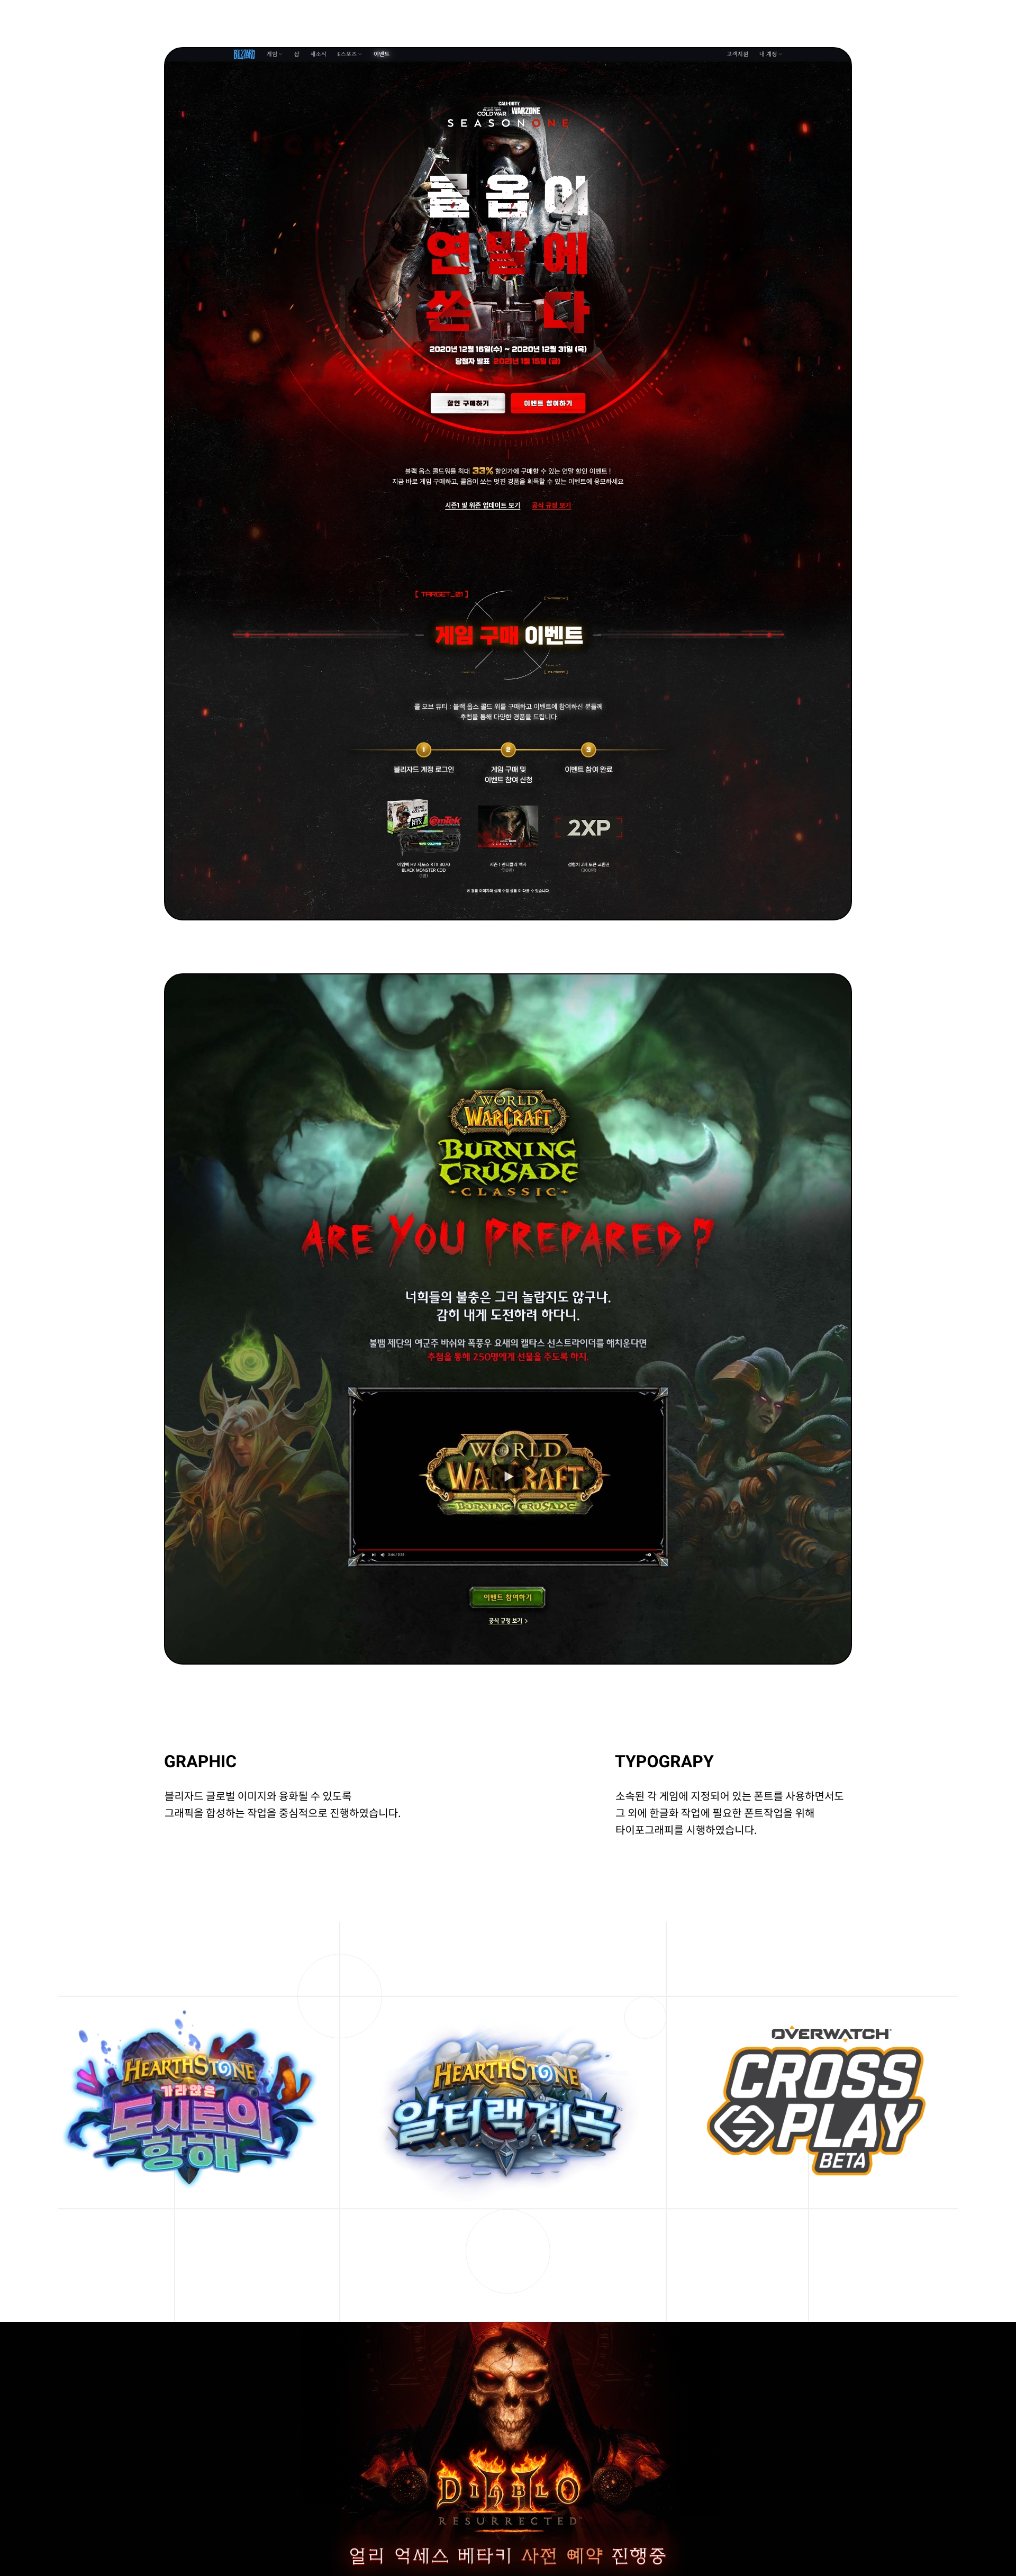 BLIZZARD 게임 샵 새소식 E스포츠 이벤트 고객지원 내 계정
CALL OF DUTY
COLD WAR WARZONE
SEASON ONE
콜 옵이
연말에
쏜 다
2020년 12월 18일(수) ~ 2020년 12월 31일 (목)
당첨자 발표 2021년 1월 15일 (금)
할인 구매하기 이벤트 참여하기
블랙 옵스 콜드워를 최대 33% 할인가에 구매할 수 있는 연말 할인 이벤트 !
지금 바로 게임 구매하고, 콜옵이 쏘는 멋진 경품을 획득할 수 있는 이벤트에 응모하세요
시즌1 및 워존 업데이트 보기 공식 규정 보기
[ TARGET_01 ]
게임 구매 이벤트
콜 오브 듀티 : 블랙 옵스 콜드 워를 구매하고 이벤트에 참여하신 분들께
추첨을 통해 다양한 경품을 드립니다.
1 2 3
블리자드 계정 로그인 게임 구매 및 이벤트 참여 완료
이벤트 참여 신청
emTek 2XP
이엠텍 HV 지포스 RTX 3070
BLACK MONSTER COD
경험치 2배 토큰 교환권
WORLD
WARCRAFT
BURNING
CRUSADE
CLASSIC
ARE YOU PREPARED?
너희들의 불충은 그리 놀랍지도 않구나.
감히 내게 도전하려 하다니.
불뱀 제단의 여군주 바쉬와 폭풍우 요새의 캘타스 선스트라이더를 해치운다면
추첨을 통해 250명에게 선물을 주도록 하지.
WORLD
WARCRAFT
BURNING CRUSADE
이벤트 참여하기
공식 규정 보기 >
GRAPHIC
블리자드 글로벌 이미지와 융화될 수 있도록
그래픽을 합성하는 작업을 중심적으로 진행하였습니다.
TYPOGRAPY
소속된 각 게임에 지정되어 있는 폰트를 사용하면서도
그 외에 한글화 작업에 필요한 폰트작업을 위해
타이포그래피를 시행하였습니다.
HEARTHSTONE
가라앉은
도시로의
항해
HEARTHSTONE
알터랙 계곡
OVERWATCH
CROSS
PLAY
BETA
DIABLO II
RESURRECTED
얼리 억세스 베타키 사전 예약 진행중